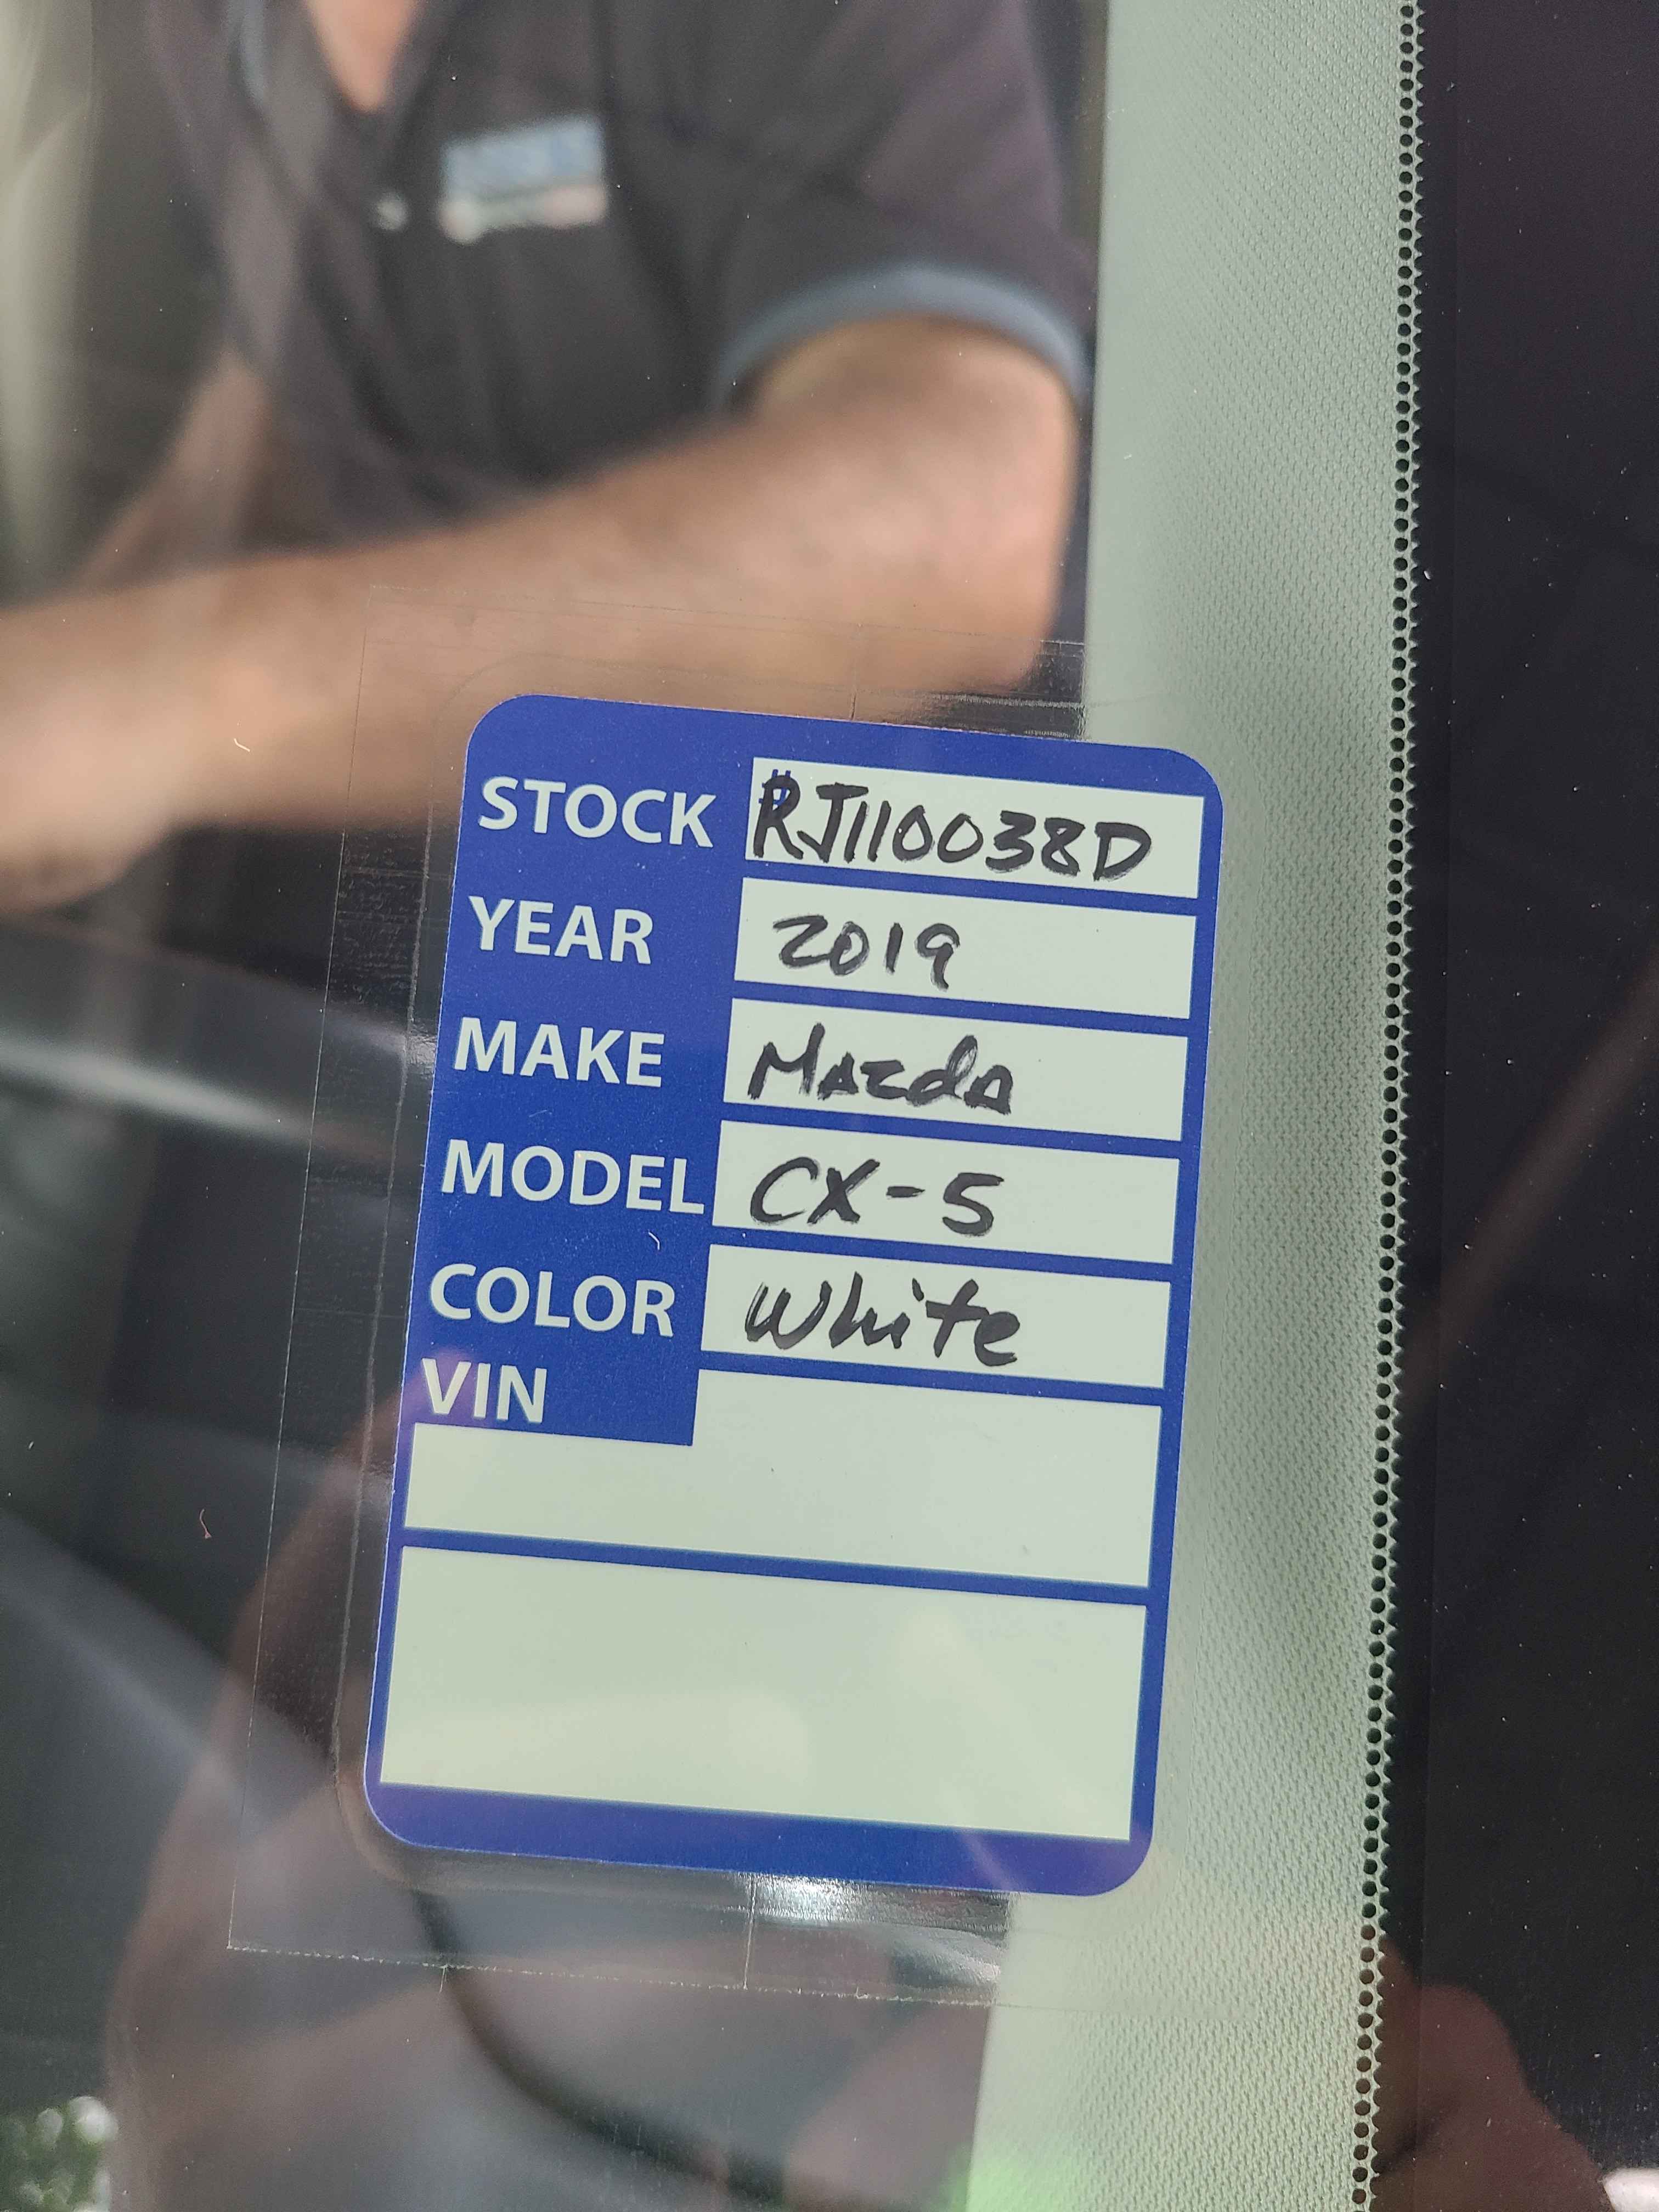 STOCK # RJ110038D
YEAR 2019
MAKE Mazda
MODEL CX-5
COLOR White
VIN